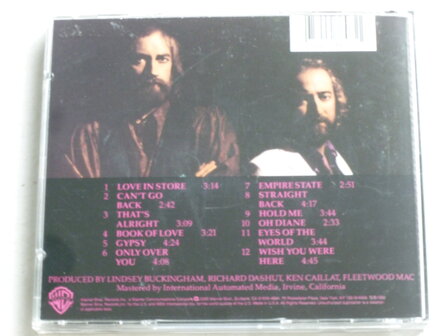 1 LOVE IN STORE 3:14
2 CAN'T GO
BACK 2:42
3 THAT'S
ALRIGHT 3:09
4 BOOK OF LOVE 3:21
5 GYPSY 4:24
6 ONLY OVER
YOU 4:08
7 EMPIRE STATE 2:51
8 STRAIGHT
BACK 4:17
9 HOLD ME 3:44
10 OH DIANE 2:33
11 EYES OF THE
WORLD 3:44
12 WISH YOU WERE
HERE 4:45
PRODUCED BY LINDSEY BUCKINGHAM, RICHARD DASHUT, KEN CAILLAT, FLEETWOOD MAC
Mastered by International Automated Media, Irvine, California